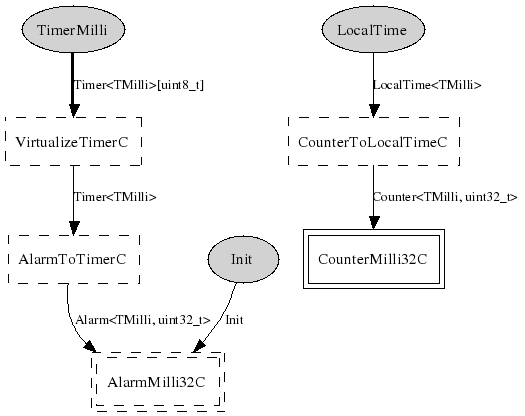 TimerMilli
LocalTime
Timer<TMilli>[uint8_t]
LocalTime<TMilli>
VirtualizeTimerC
CounterToLocalTimeC
Timer<TMilli>
Counter<TMilli, uint32_t>
AlarmToTimerC
Init
CounterMilli32C
Alarm<TMilli, uint32_t>
Init
AlarmMilli32C